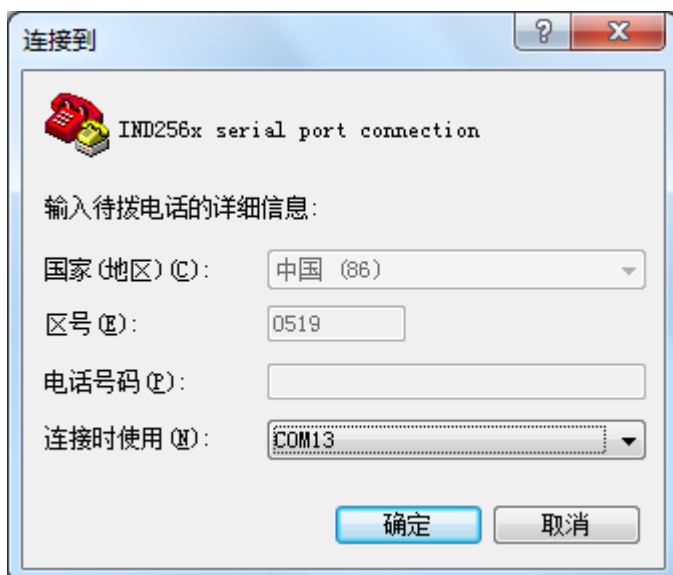 连接到
IND256x serial port connection
输入待拨电话的详细信息:
国家(地区)(C): 中国 (86)
区号(E): 0519
电话号码(P):
连接时使用(N): COM13
确定 取消